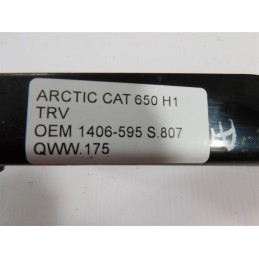 ARCTIC CAT 650 H1
TRV
OEM 1406-595 S.807
QWW.175